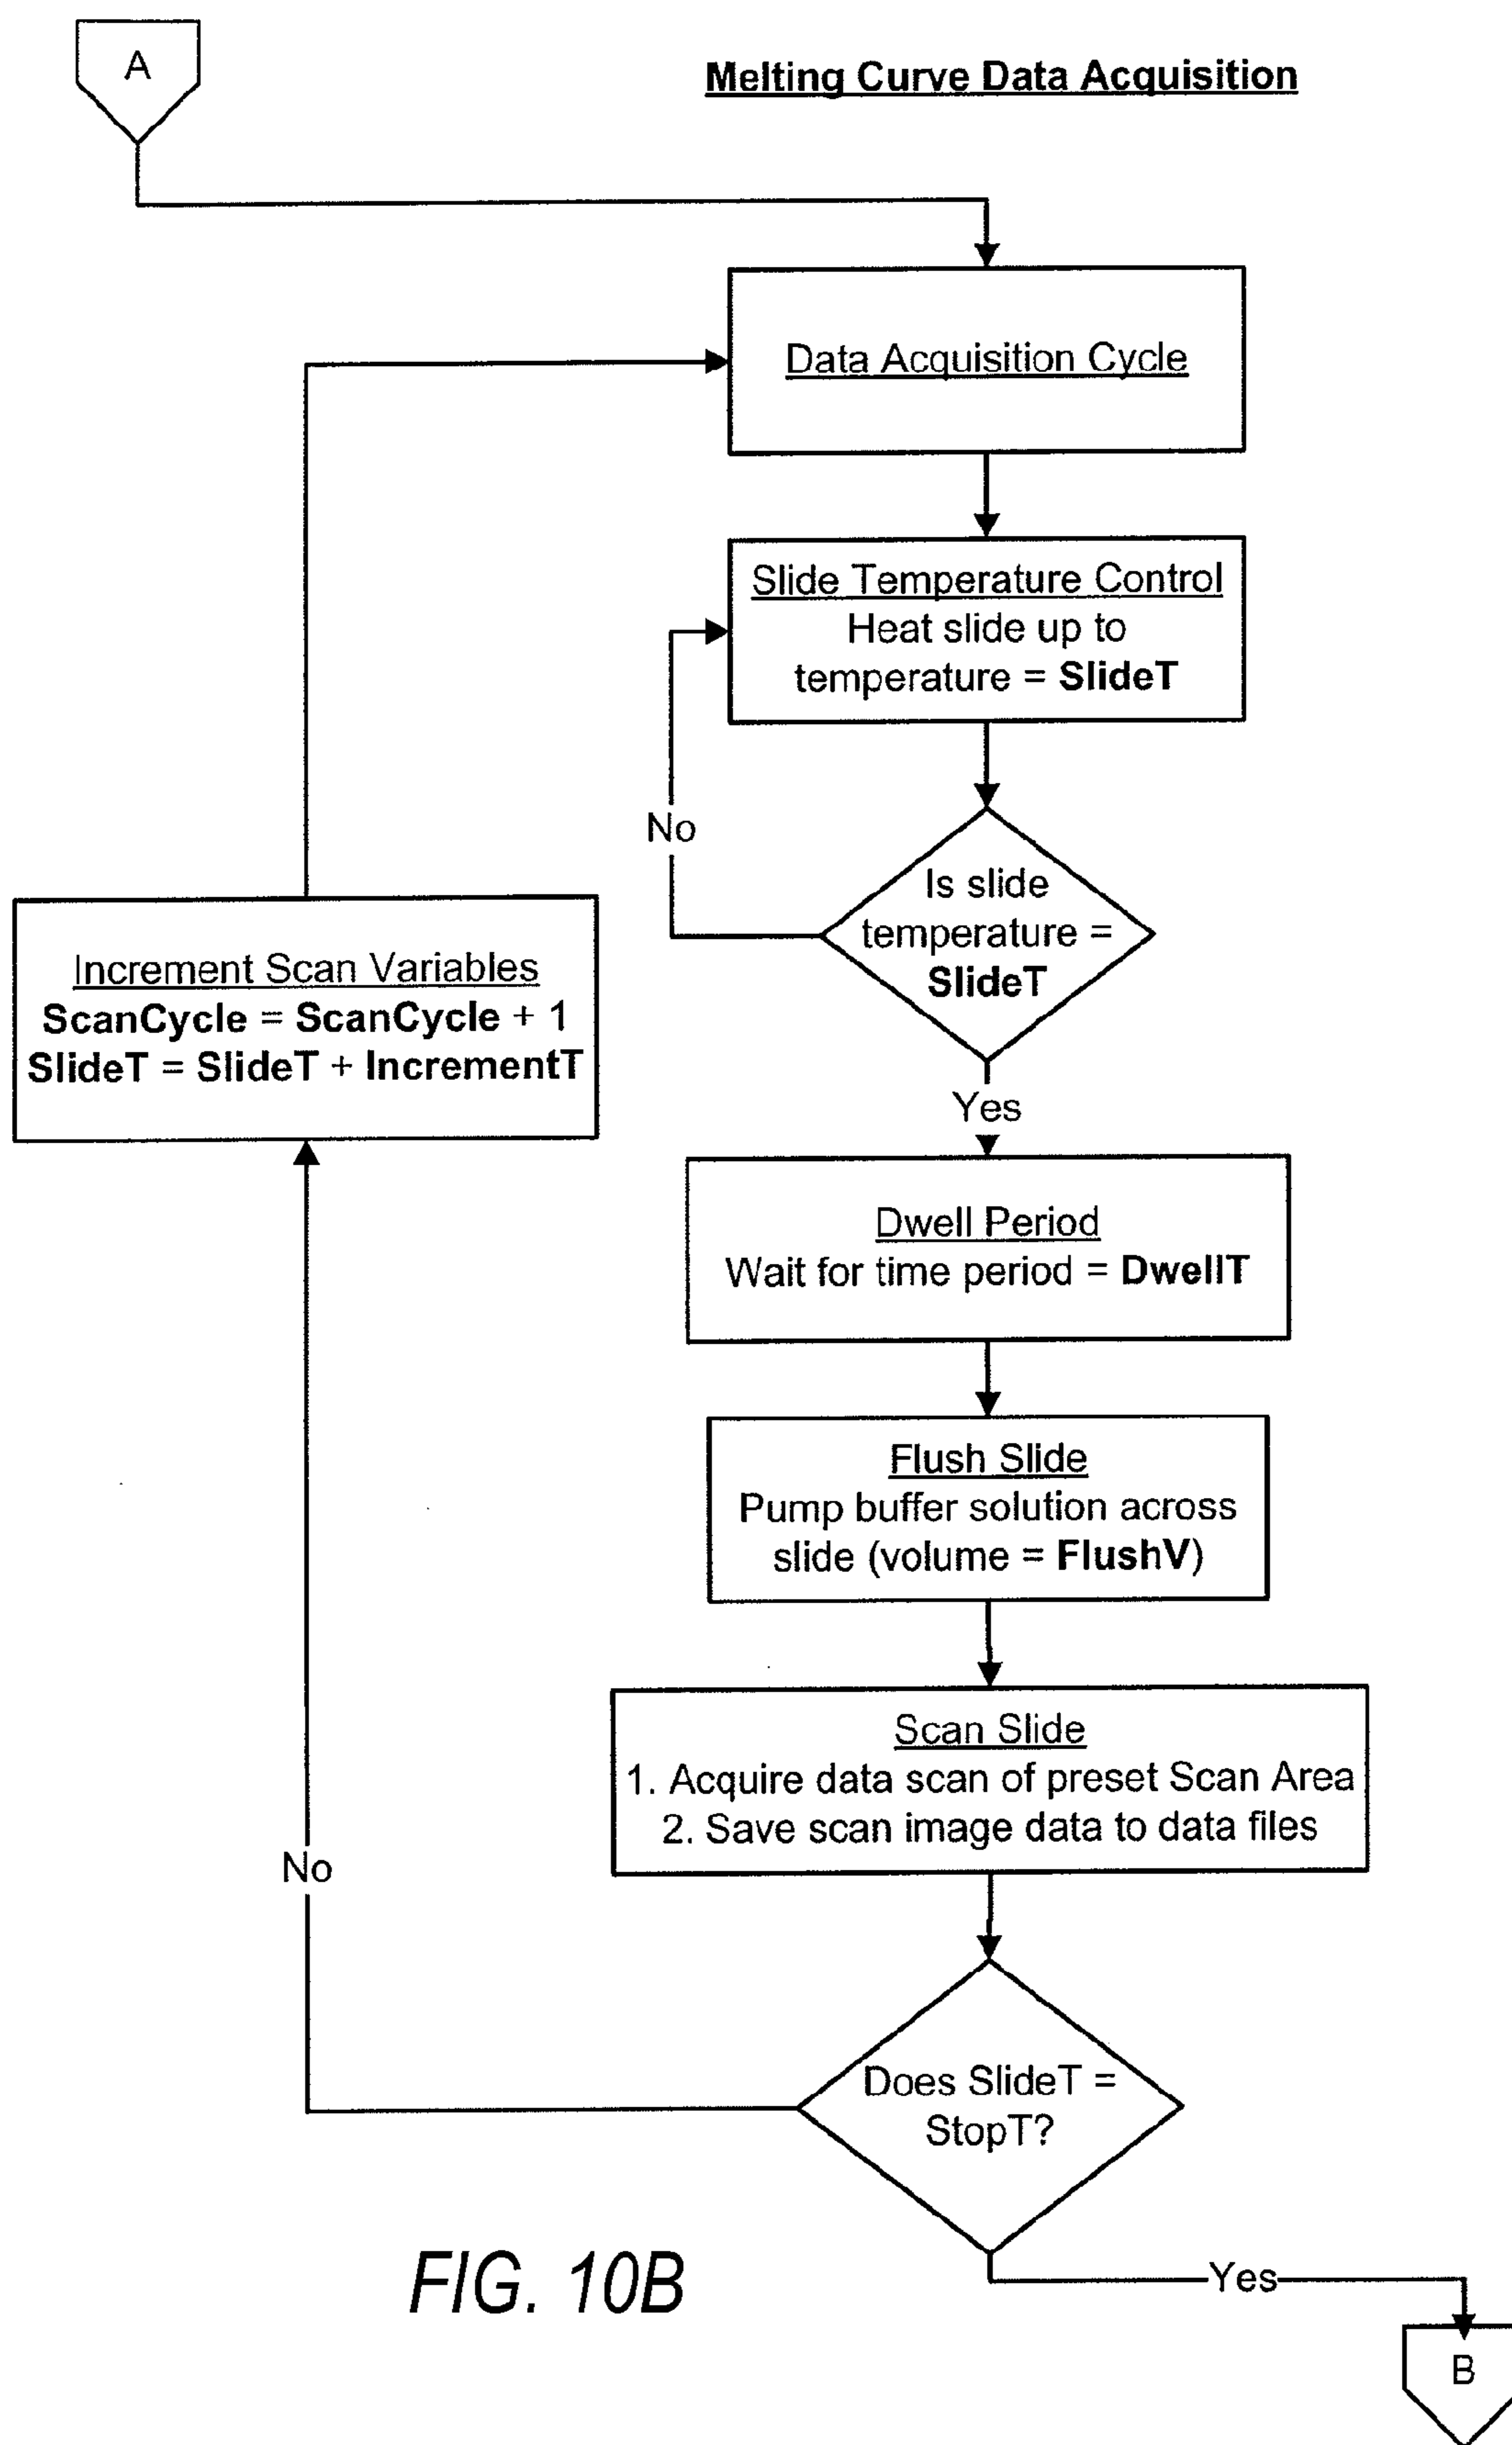 A
Melting Curve Data Acquisition
Data Acquisition Cycle
Slide Temperature Control
Heat slide up to
temperature = SlideT
No
Is slide
temperature =
SlideT
Increment Scan Variables
ScanCycle = ScanCycle + 1
SlideT = SlideT + IncrementT
Yes
Dwell Period
Wait for time period = DwellT
Flush Slide
Pump buffer solution across
slide (volume = FlushV)
Scan Slide
1. Acquire data scan of preset Scan Area
2. Save scan image data to data files
No
Does SlideT =
StopT?
Yes
B
FIG. 10B